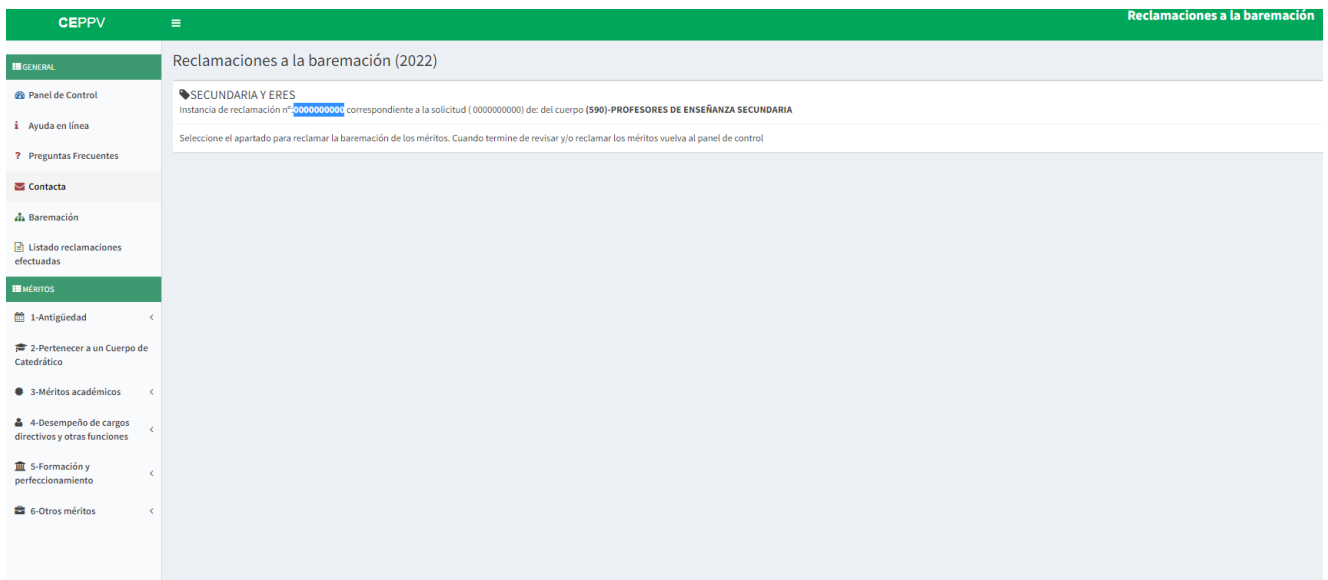 CEPPV
Reclamaciones a la baremación
GENERAL
Panel de Control
Ayuda en línea
Preguntas Frecuentes
Contacta
Baremación
Listado reclamaciones
efectuadas
MÉRITOS
1-Antigüedad
2-Pertenecer a un Cuerpo de
Catedrático
3-Méritos académicos
4-Desempeño de cargos
directivos y otras funciones
5-Formación y
perfeccionamiento
6-Otros méritos
Reclamaciones a la baremación (2022)
SECUNDARIA Y ERES
Instancia de reclamación nº:0000000000 correspondiente a la solicitud ( 0000000000) de: del cuerpo (590)-PROFESORES DE ENSEÑANZA SECUNDARIA
Seleccione el apartado para reclamar la baremación de los méritos. Cuando termine de revisar y/o reclamar los méritos vuelva al panel de control